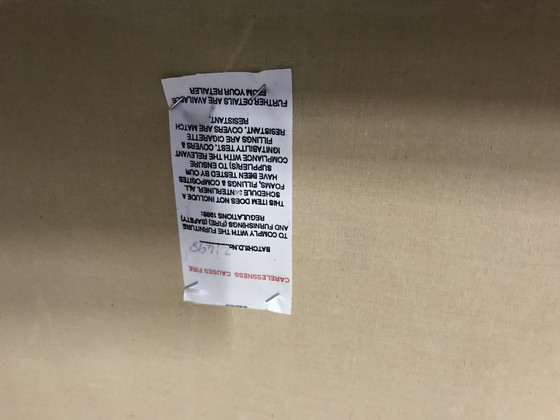 CARELESSNESS CAUSES FIRE
BATCH/I.D.No.
TO COMPLY WITH THE FURNITURE
AND FURNISHINGS (FIRE) (SAFETY)
REGULATIONS 1988:
THIS ITEM DOES NOT INCLUDE A
SCHEDULE INTERLINER. ALL
FOAMS, FILLINGS & COMPOSITES
HAVE BEEN TESTED BY OUR
SUPPLIER(S) TO ENSURE
COMPLIANCE WITH THE RELEVANT
IGNITABILITY TEST. COVERS &
FILLINGS ARE CIGARETTE
RESISTANT. COVERS ARE MATCH
RESISTANT.
FURTHER DETAILS ARE AVAILABLE
FROM YOUR RETAILER